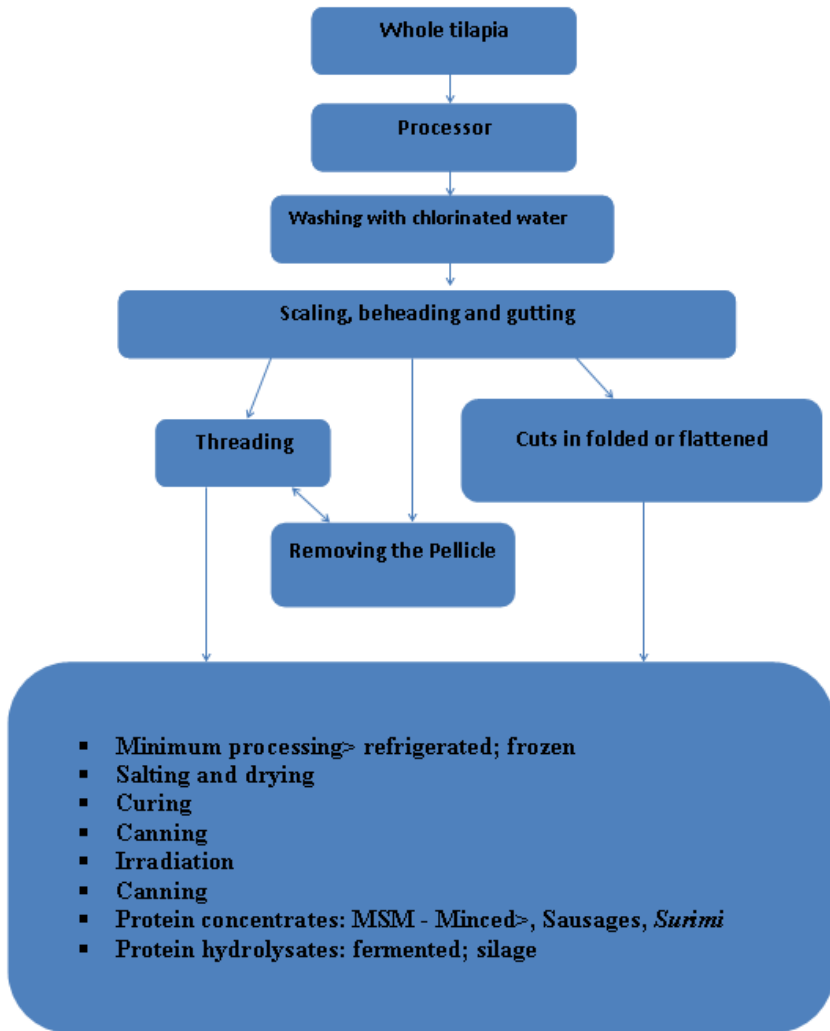 Whole tilapia
Processor
Washing with chlorinated water
Scaling, beheading and gutting
Threading
Cuts in folded or flattened
Removing the Pellicle
▪ Minimum processing> refrigerated; frozen
▪ Salting and drying
▪ Curing
▪ Canning
▪ Irradiation
▪ Canning
▪ Protein concentrates: MSM - Minced>, Sausages, Surimi
▪ Protein hydrolysates: fermented; silage